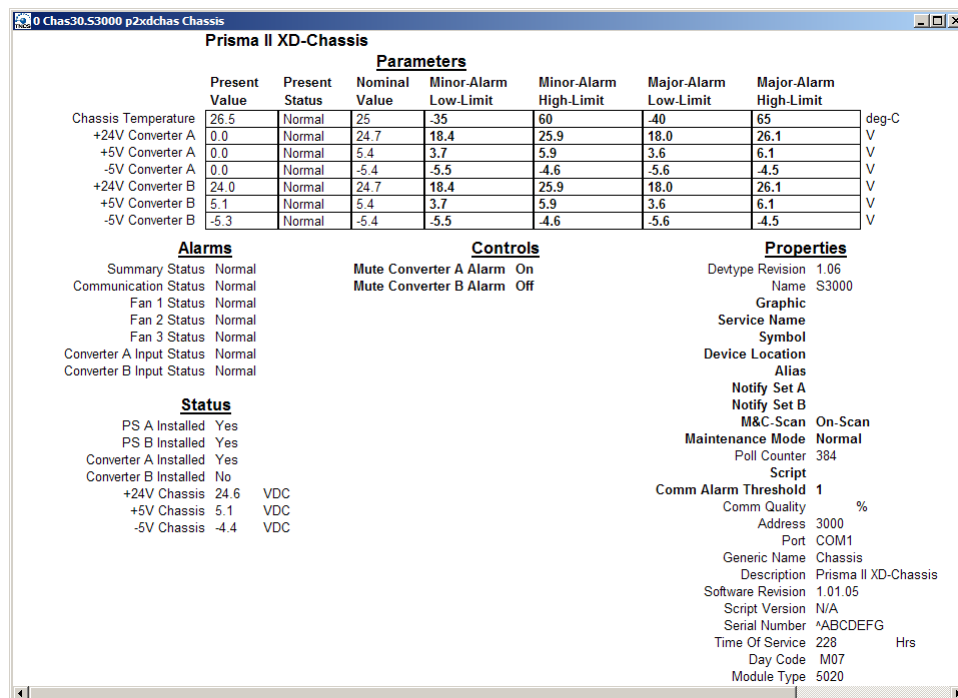 0 Chas30.S3000 p2xdchas Chassis
Prisma II XD-Chassis
Parameters
Present Present Nominal Minor-Alarm Minor-Alarm Major-Alarm Major-Alarm
Value Status Value Low-Limit High-Limit Low-Limit High-Limit
Chassis Temperature 26.5 Normal 25 -35 60 -40 65 deg-C
+24V Converter A 0.0 Normal 24.7 18.4 25.9 18.0 26.1 V
+5V Converter A 0.0 Normal 5.4 3.7 5.9 3.6 6.1 V
-5V Converter A 0.0 Normal -5.4 -5.5 -4.6 -5.6 -4.5 V
+24V Converter B 24.0 Normal 24.7 18.4 25.9 18.0 26.1 V
+5V Converter B 5.1 Normal 5.4 3.7 5.9 3.6 6.1 V
-5V Converter B -5.3 Normal -5.4 -5.5 -4.6 -5.6 -4.5 V
Alarms
Summary Status Normal
Communication Status Normal
Fan 1 Status Normal
Fan 2 Status Normal
Fan 3 Status Normal
Converter A Input Status Normal
Converter B Input Status Normal
Status
PS A Installed Yes
PS B Installed Yes
Converter A Installed Yes
Converter B Installed No
+24V Chassis 24.6 VDC
+5V Chassis 5.1 VDC
-5V Chassis -4.4 VDC
Controls
Mute Converter A Alarm On
Mute Converter B Alarm Off
Properties
Devtype Revision 1.06
Name S3000
Graphic
Service Name
Symbol
Device Location
Alias
Notify Set A
Notify Set B
M&C-Scan On-Scan
Maintenance Mode Normal
Poll Counter 384
Script
Comm Alarm Threshold 1
Comm Quality %
Address 3000
Port COM1
Generic Name Chassis
Description Prisma II XD-Chassis
Software Revision 1.01.05
Script Version N/A
Serial Number ^ABCDEFG
Time Of Service 228 Hrs
Day Code M07
Module Type 5020